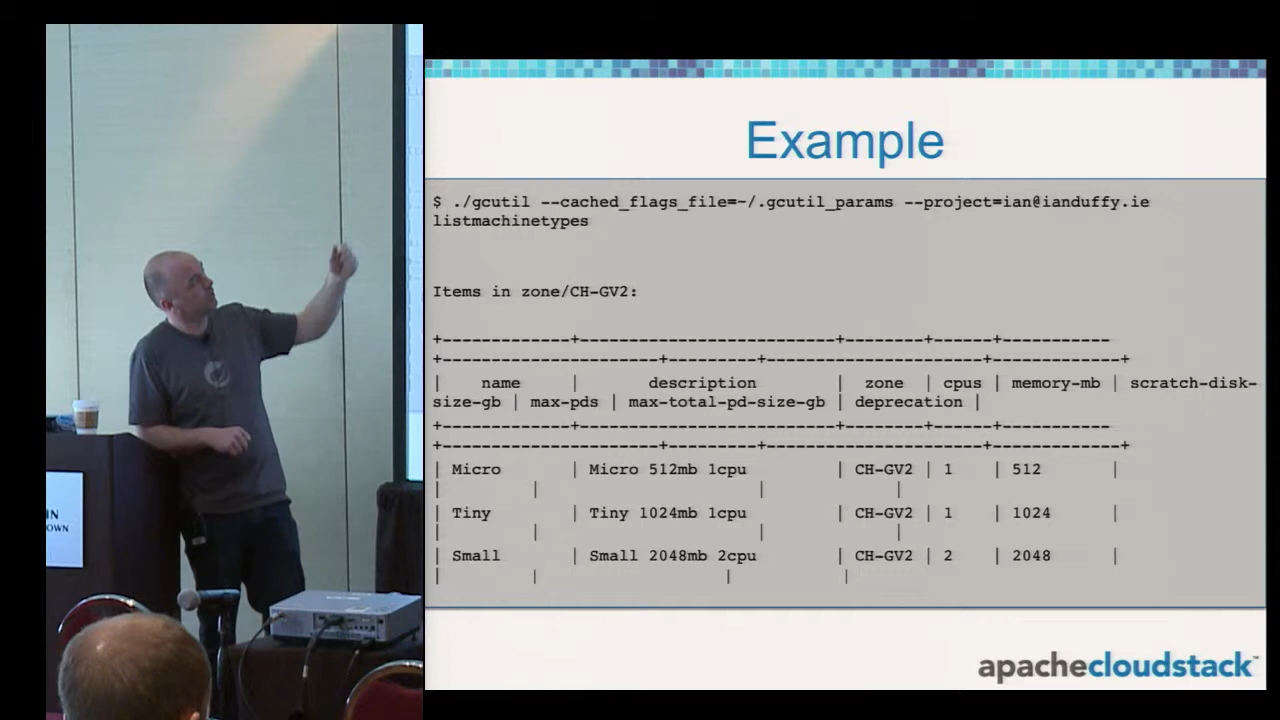 Example
$ ./gcutil --cached_flags_file=~/.gcutil_params --project=ian@ianduffy.ie
listmachinetypes
Items in zone/CH-GV2:
+-------------+--------------------------+--------+------+-----------
+----------------------+---------+----------------------+-------------+
| name | description | zone | cpus | memory-mb | scratch-disk-
size-gb | max-pds | max-total-pd-size-gb | deprecation |
+-------------+--------------------------+--------+------+-----------
+----------------------+---------+----------------------+-------------+
| Micro | Micro 512mb 1cpu | CH-GV2 | 1 | 512 |
| | | |
| Tiny | Tiny 1024mb 1cpu | CH-GV2 | 1 | 1024 |
| | | |
| Small | Small 2048mb 2cpu | CH-GV2 | 2 | 2048 |
| | | |
apachecloudstack™